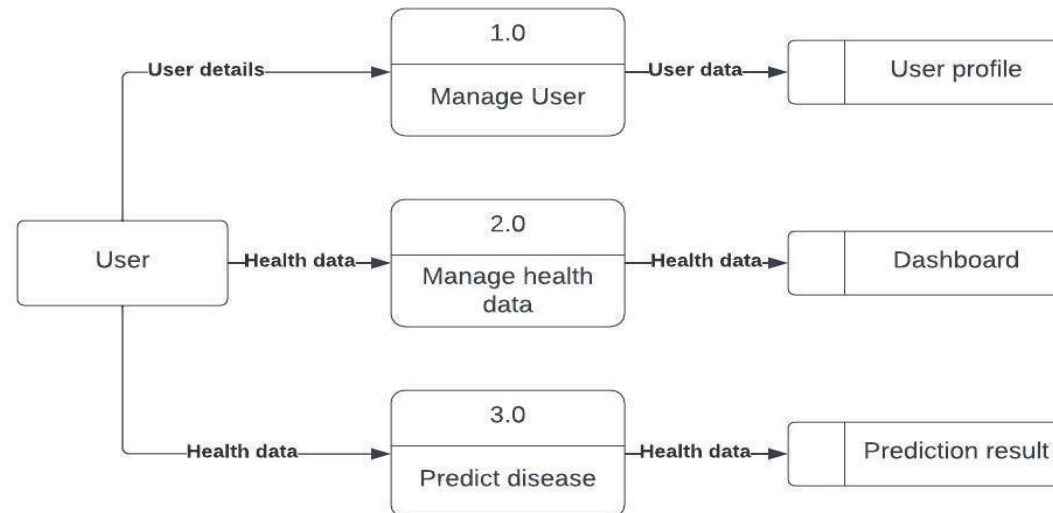 1.0
User details
Manage User
User data
User profile
2.0
User
Health data
Manage health
data
Health data
Dashboard
3.0
Health data
Predict disease
Health data
Prediction result